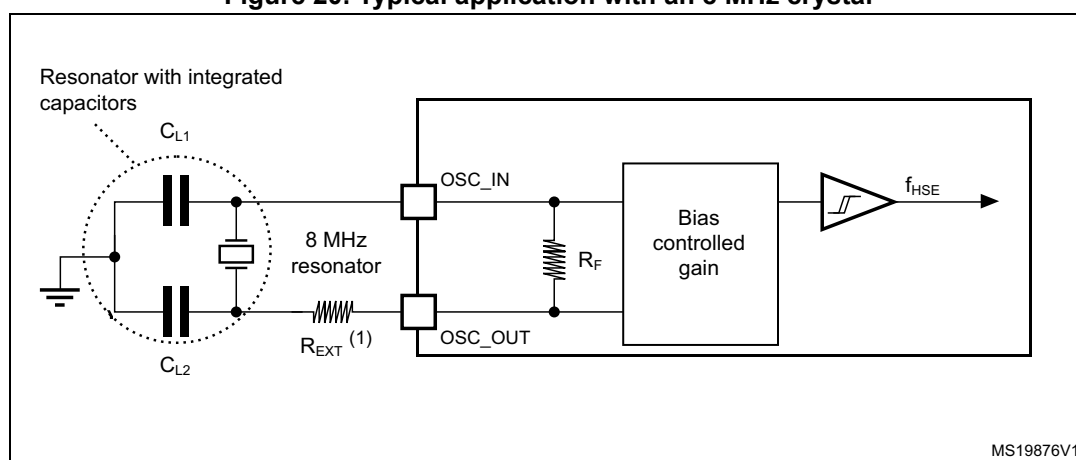 Figure 20. Typical application with an 8 MHz crystal
Resonator with integrated
capacitors
CL1
OSC_IN
fHSE
8 MHz
resonator
RF
Bias
controlled
gain
REXT (1)
OSC_OUT
CL2
MS19876V1